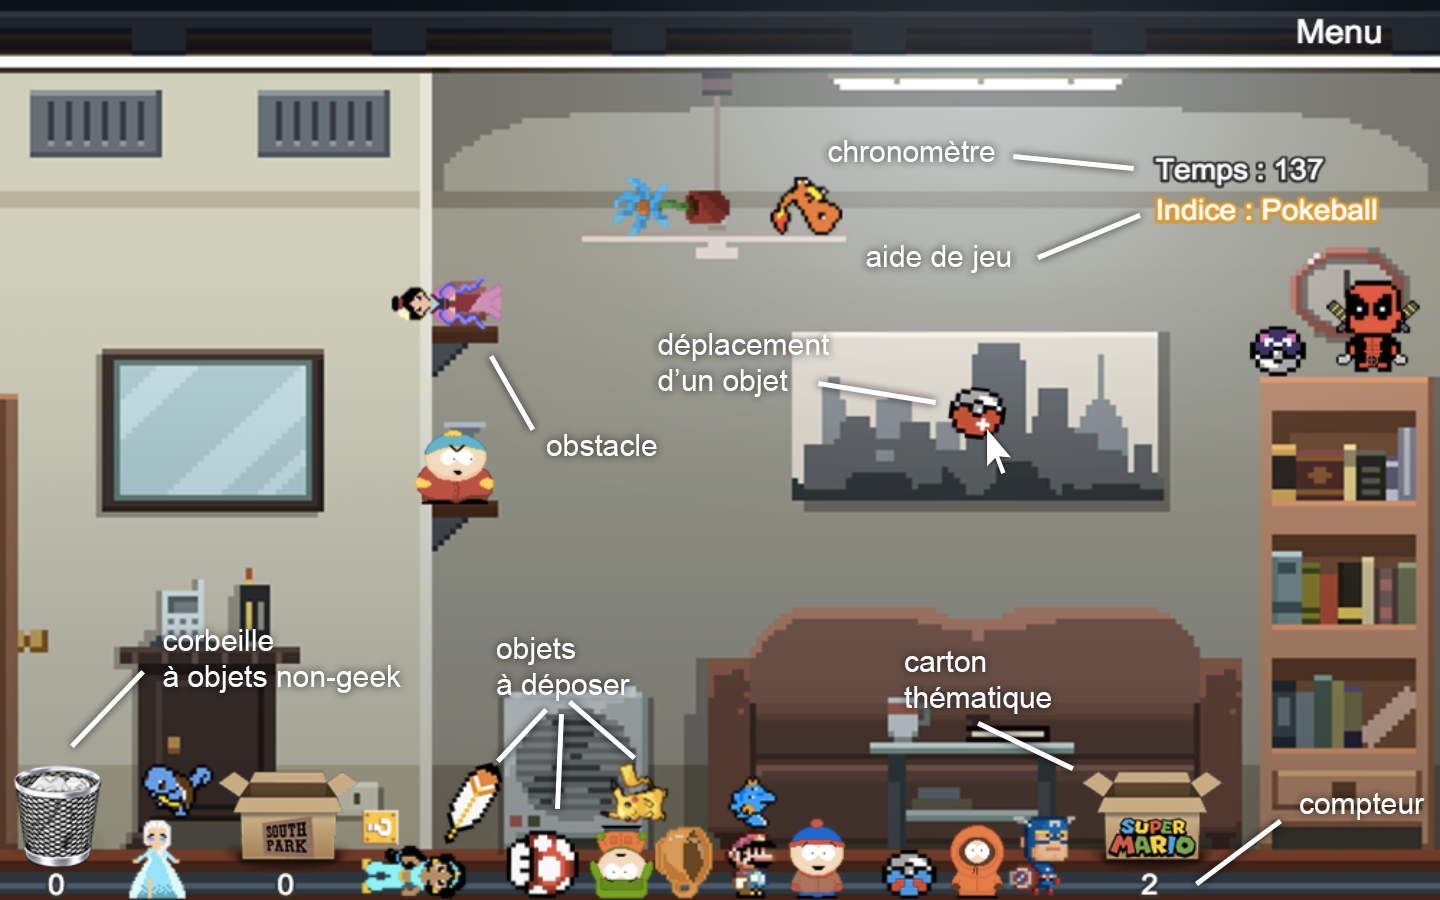 Menu
chronomètre
Temps : 137
Indice : Pokeball
aide de jeu
déplacement
d’un objet
obstacle
corbeille
à objets non-geek
objets
à déposer
carton
thématique
compteur
SOUTH
PARK
SUPER
MARIO
0
0
2